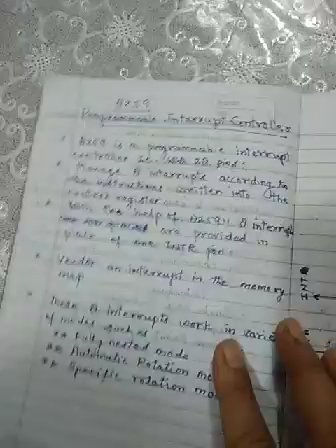 8259
Programmable Interrupt Controller
* 8259 is a programmable interrupt
controller IC with 28 pins.
* Manage 8 interrupts according to
the instructions written into the
control register
* With the help of 8259, 8 interrupt
are provided in
place of one INTR pin.
* Vector an interrupt in the memory
map
* These 8 interrupts work in various
of modes such as
** Fully nested mode
** Automatic Rotation mo
** Specific rotation mo
INTR